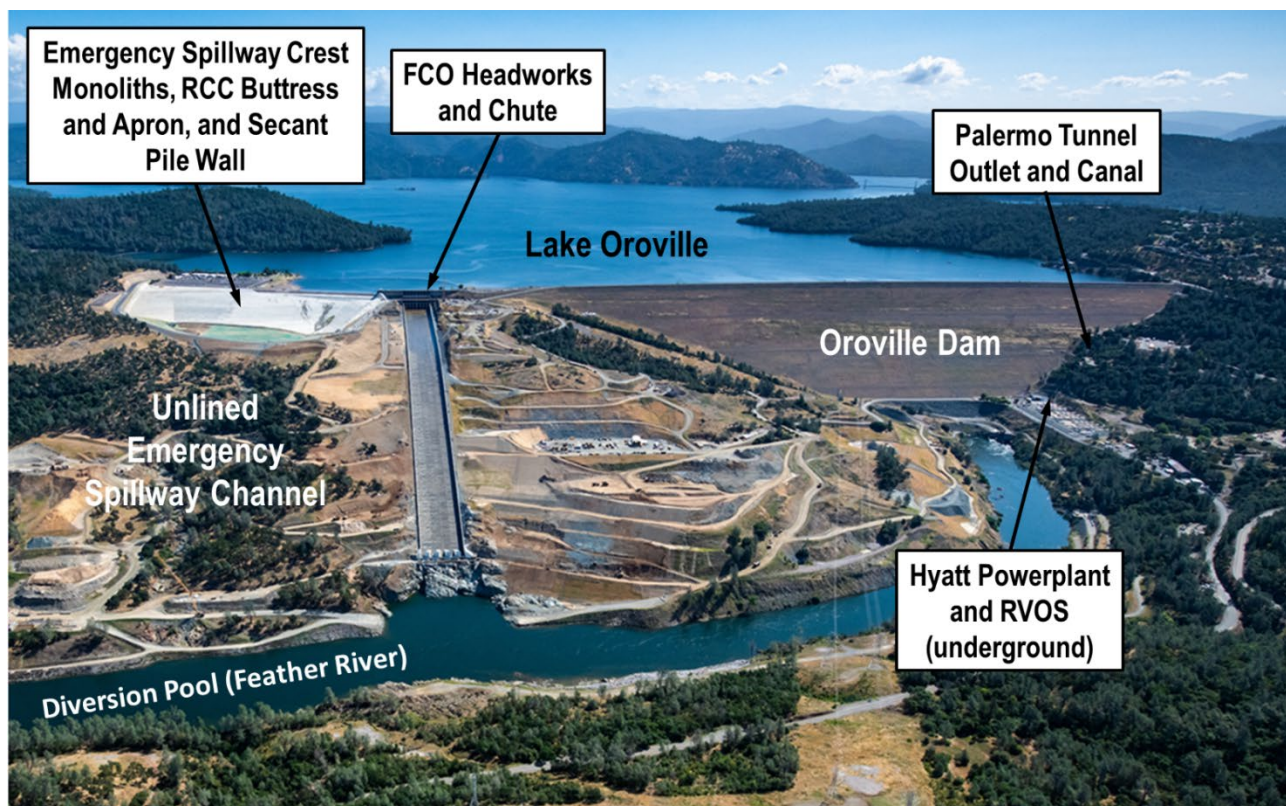 Emergency Spillway Crest
Monoliths, RCC Buttress
and Apron, and Secant
Pile Wall
FCO Headworks
and Chute
Palermo Tunnel
Outlet and Canal
Lake Oroville
Oroville Dam
Unlined
Emergency
Spillway Channel
Hyatt Powerplant
and RVOS
(underground)
Diversion Pool (Feather River)